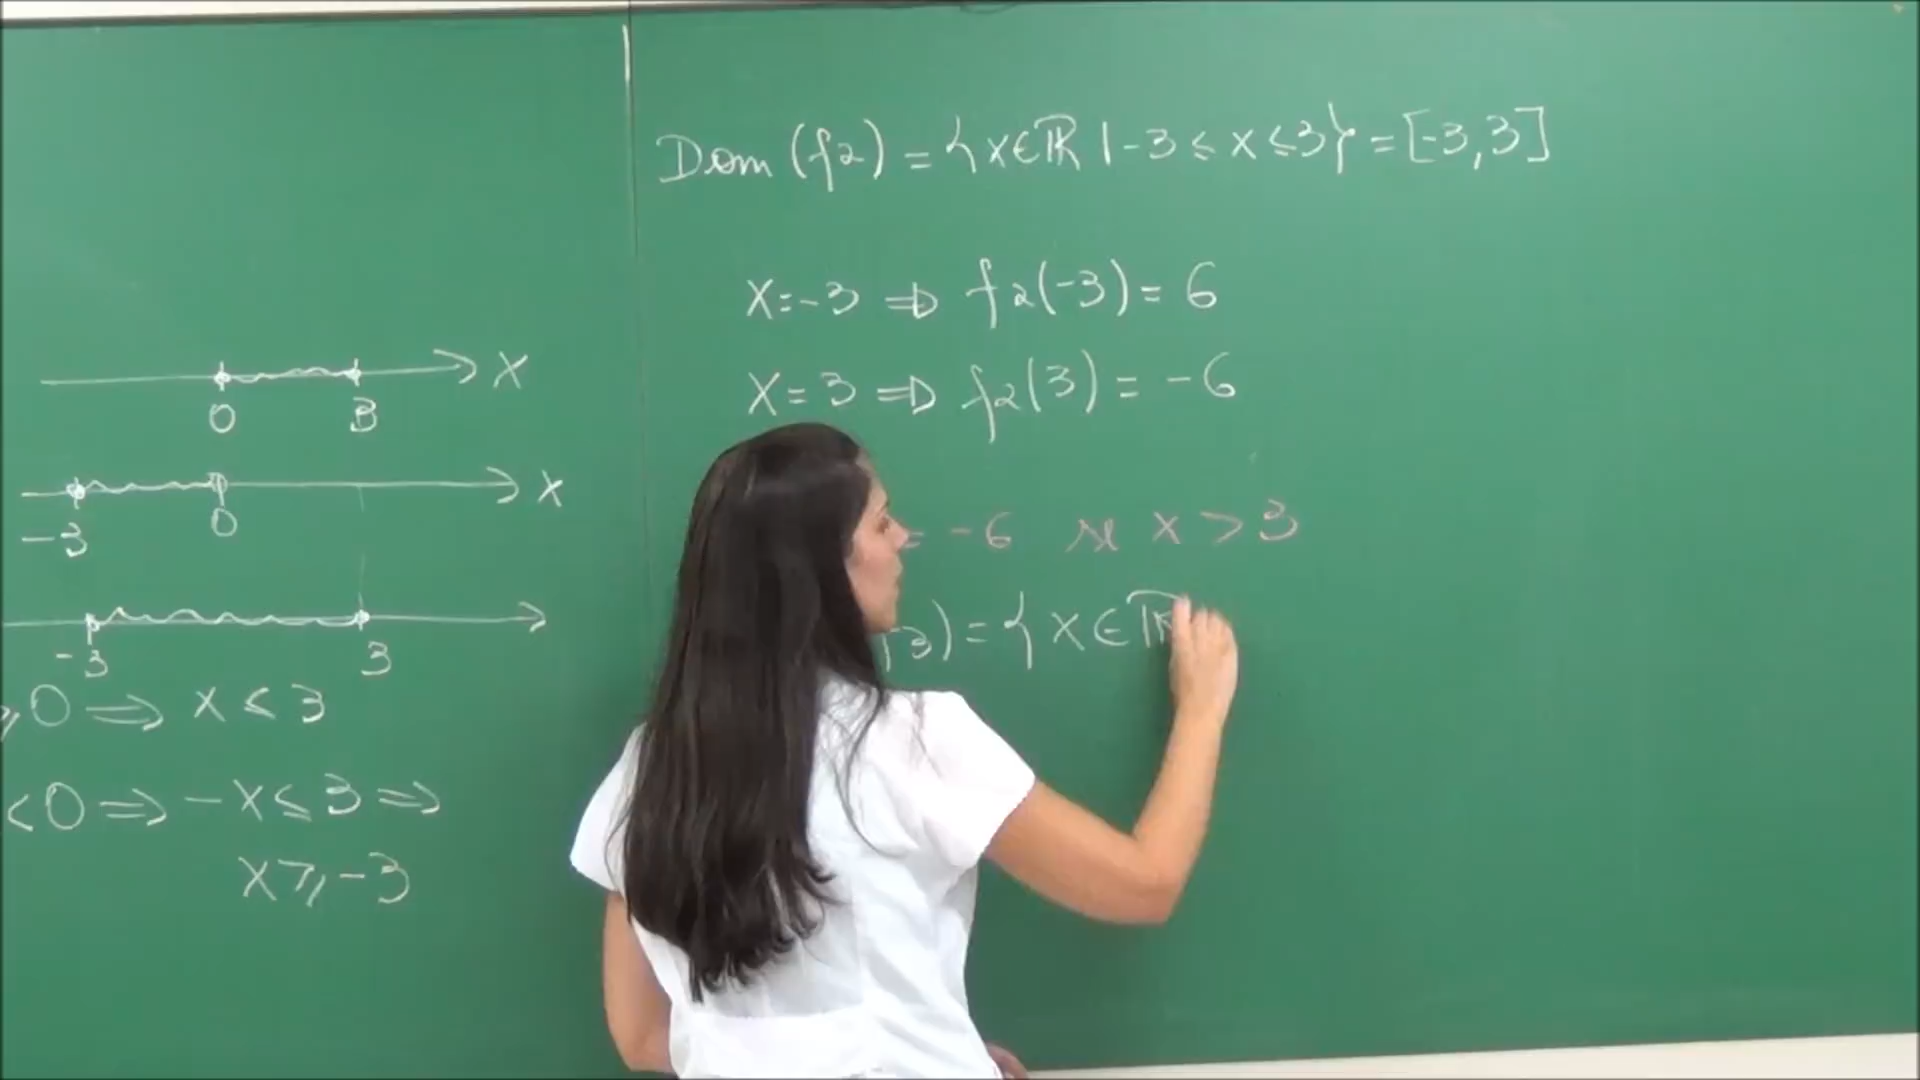 X
0 3
X
-3 0
-3 3
0 ⟹ x ≤ 3
<0 ⟹ -x ≤ 3 ⟹
x ≥ -3
Dom (f2) = { x ∈ ℝ | -3 ≤ x ≤ 3 } = [-3, 3]
x = -3 ⟹ f2(-3) = 6
x = 3 ⟹ f2(3) = -6
= -6 se x > 3
3) = { x ∈ ℝ